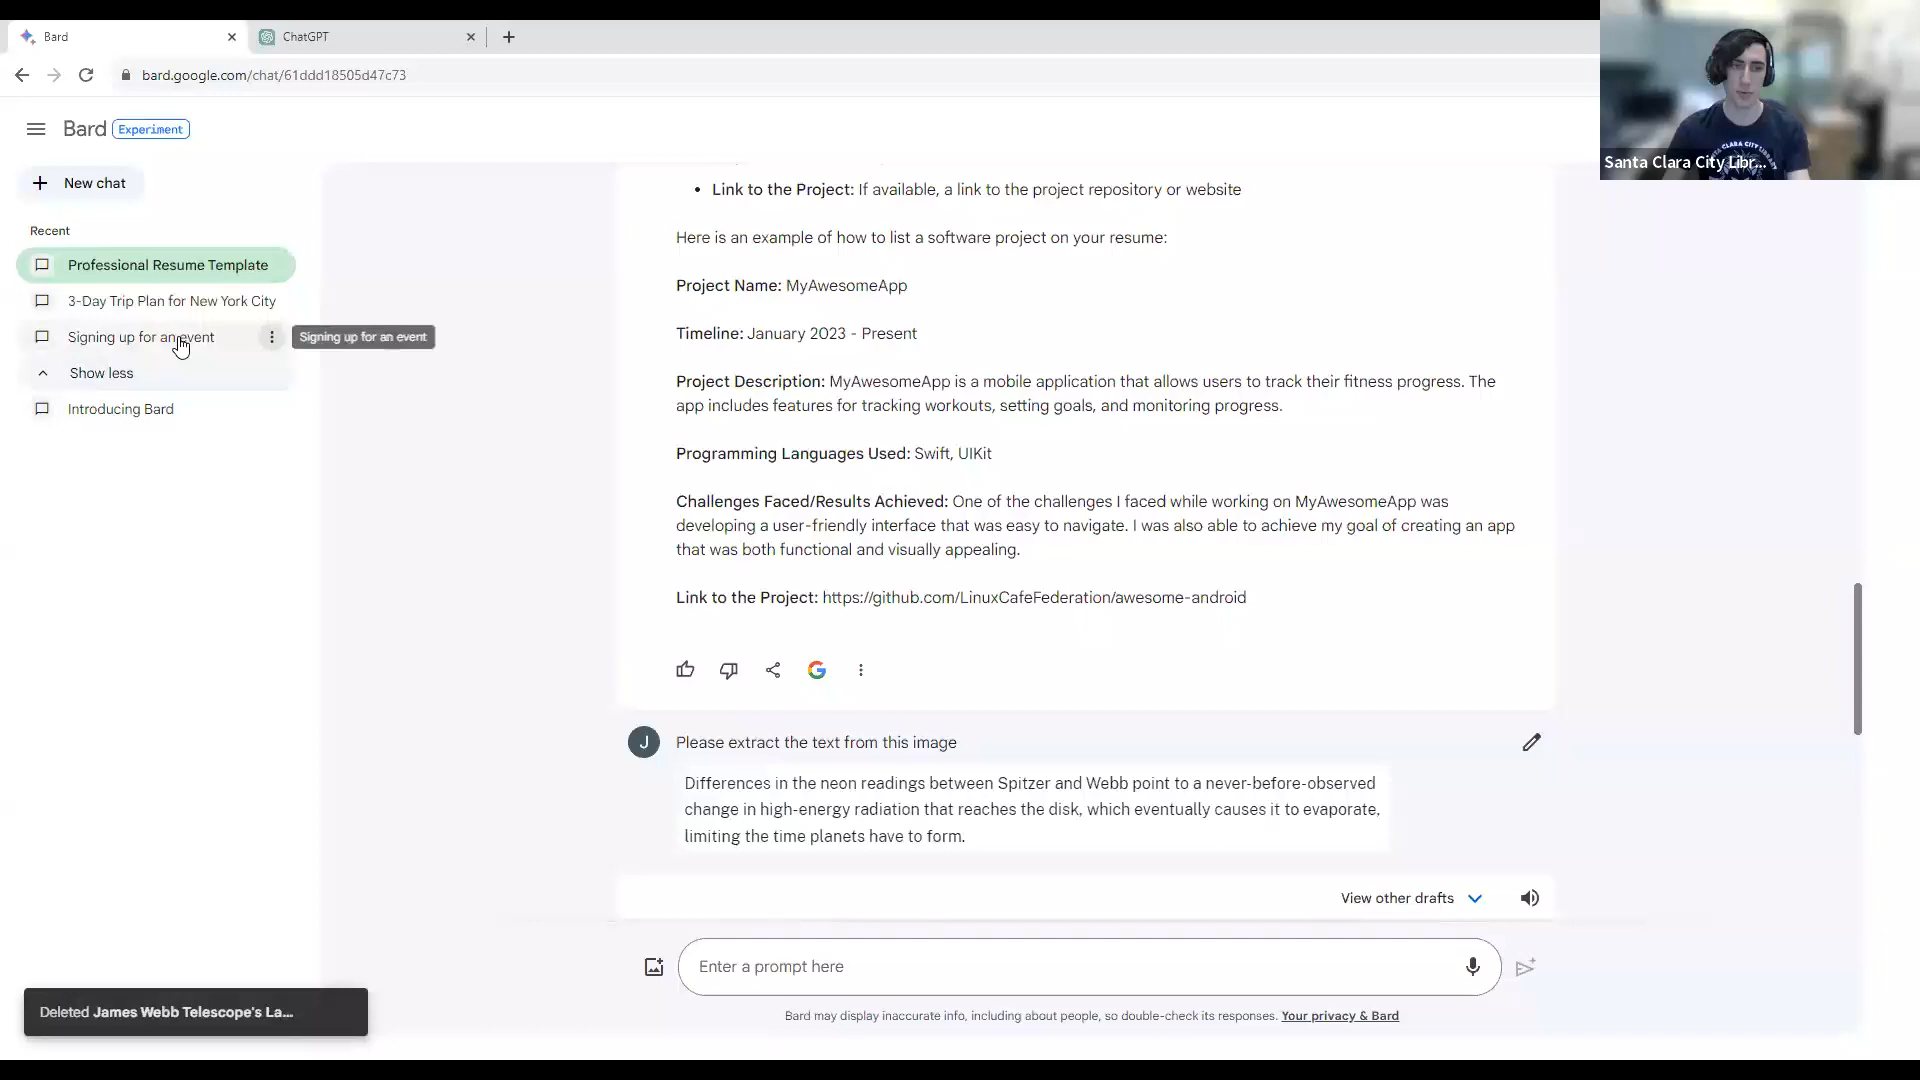 Bard
ChatGPT
bard.google.com/chat/61ddd18505d47c73
Bard Experiment
Santa Clara City Libr...
New chat
Recent
Professional Resume Template
3-Day Trip Plan for New York City
Signing up for an event
Signing up for an event
Show less
Introducing Bard
• Link to the Project: If available, a link to the project repository or website
Here is an example of how to list a software project on your resume:
Project Name: MyAwesomeApp
Timeline: January 2023 - Present
Project Description: MyAwesomeApp is a mobile application that allows users to track their fitness progress. The
app includes features for tracking workouts, setting goals, and monitoring progress.
Programming Languages Used: Swift, UIKit
Challenges Faced/Results Achieved: One of the challenges I faced while working on MyAwesomeApp was
developing a user-friendly interface that was easy to navigate. I was also able to achieve my goal of creating an app
that was both functional and visually appealing.
Link to the Project: https://github.com/LinuxCafeFederation/awesome-android
J
Please extract the text from this image
Differences in the neon readings between Spitzer and Webb point to a never-before-observed
change in high-energy radiation that reaches the disk, which eventually causes it to evaporate,
limiting the time planets have to form.
View other drafts
Enter a prompt here
Bard may display inaccurate info, including about people, so double-check its responses. Your privacy & Bard
Deleted James Webb Telescope's La...